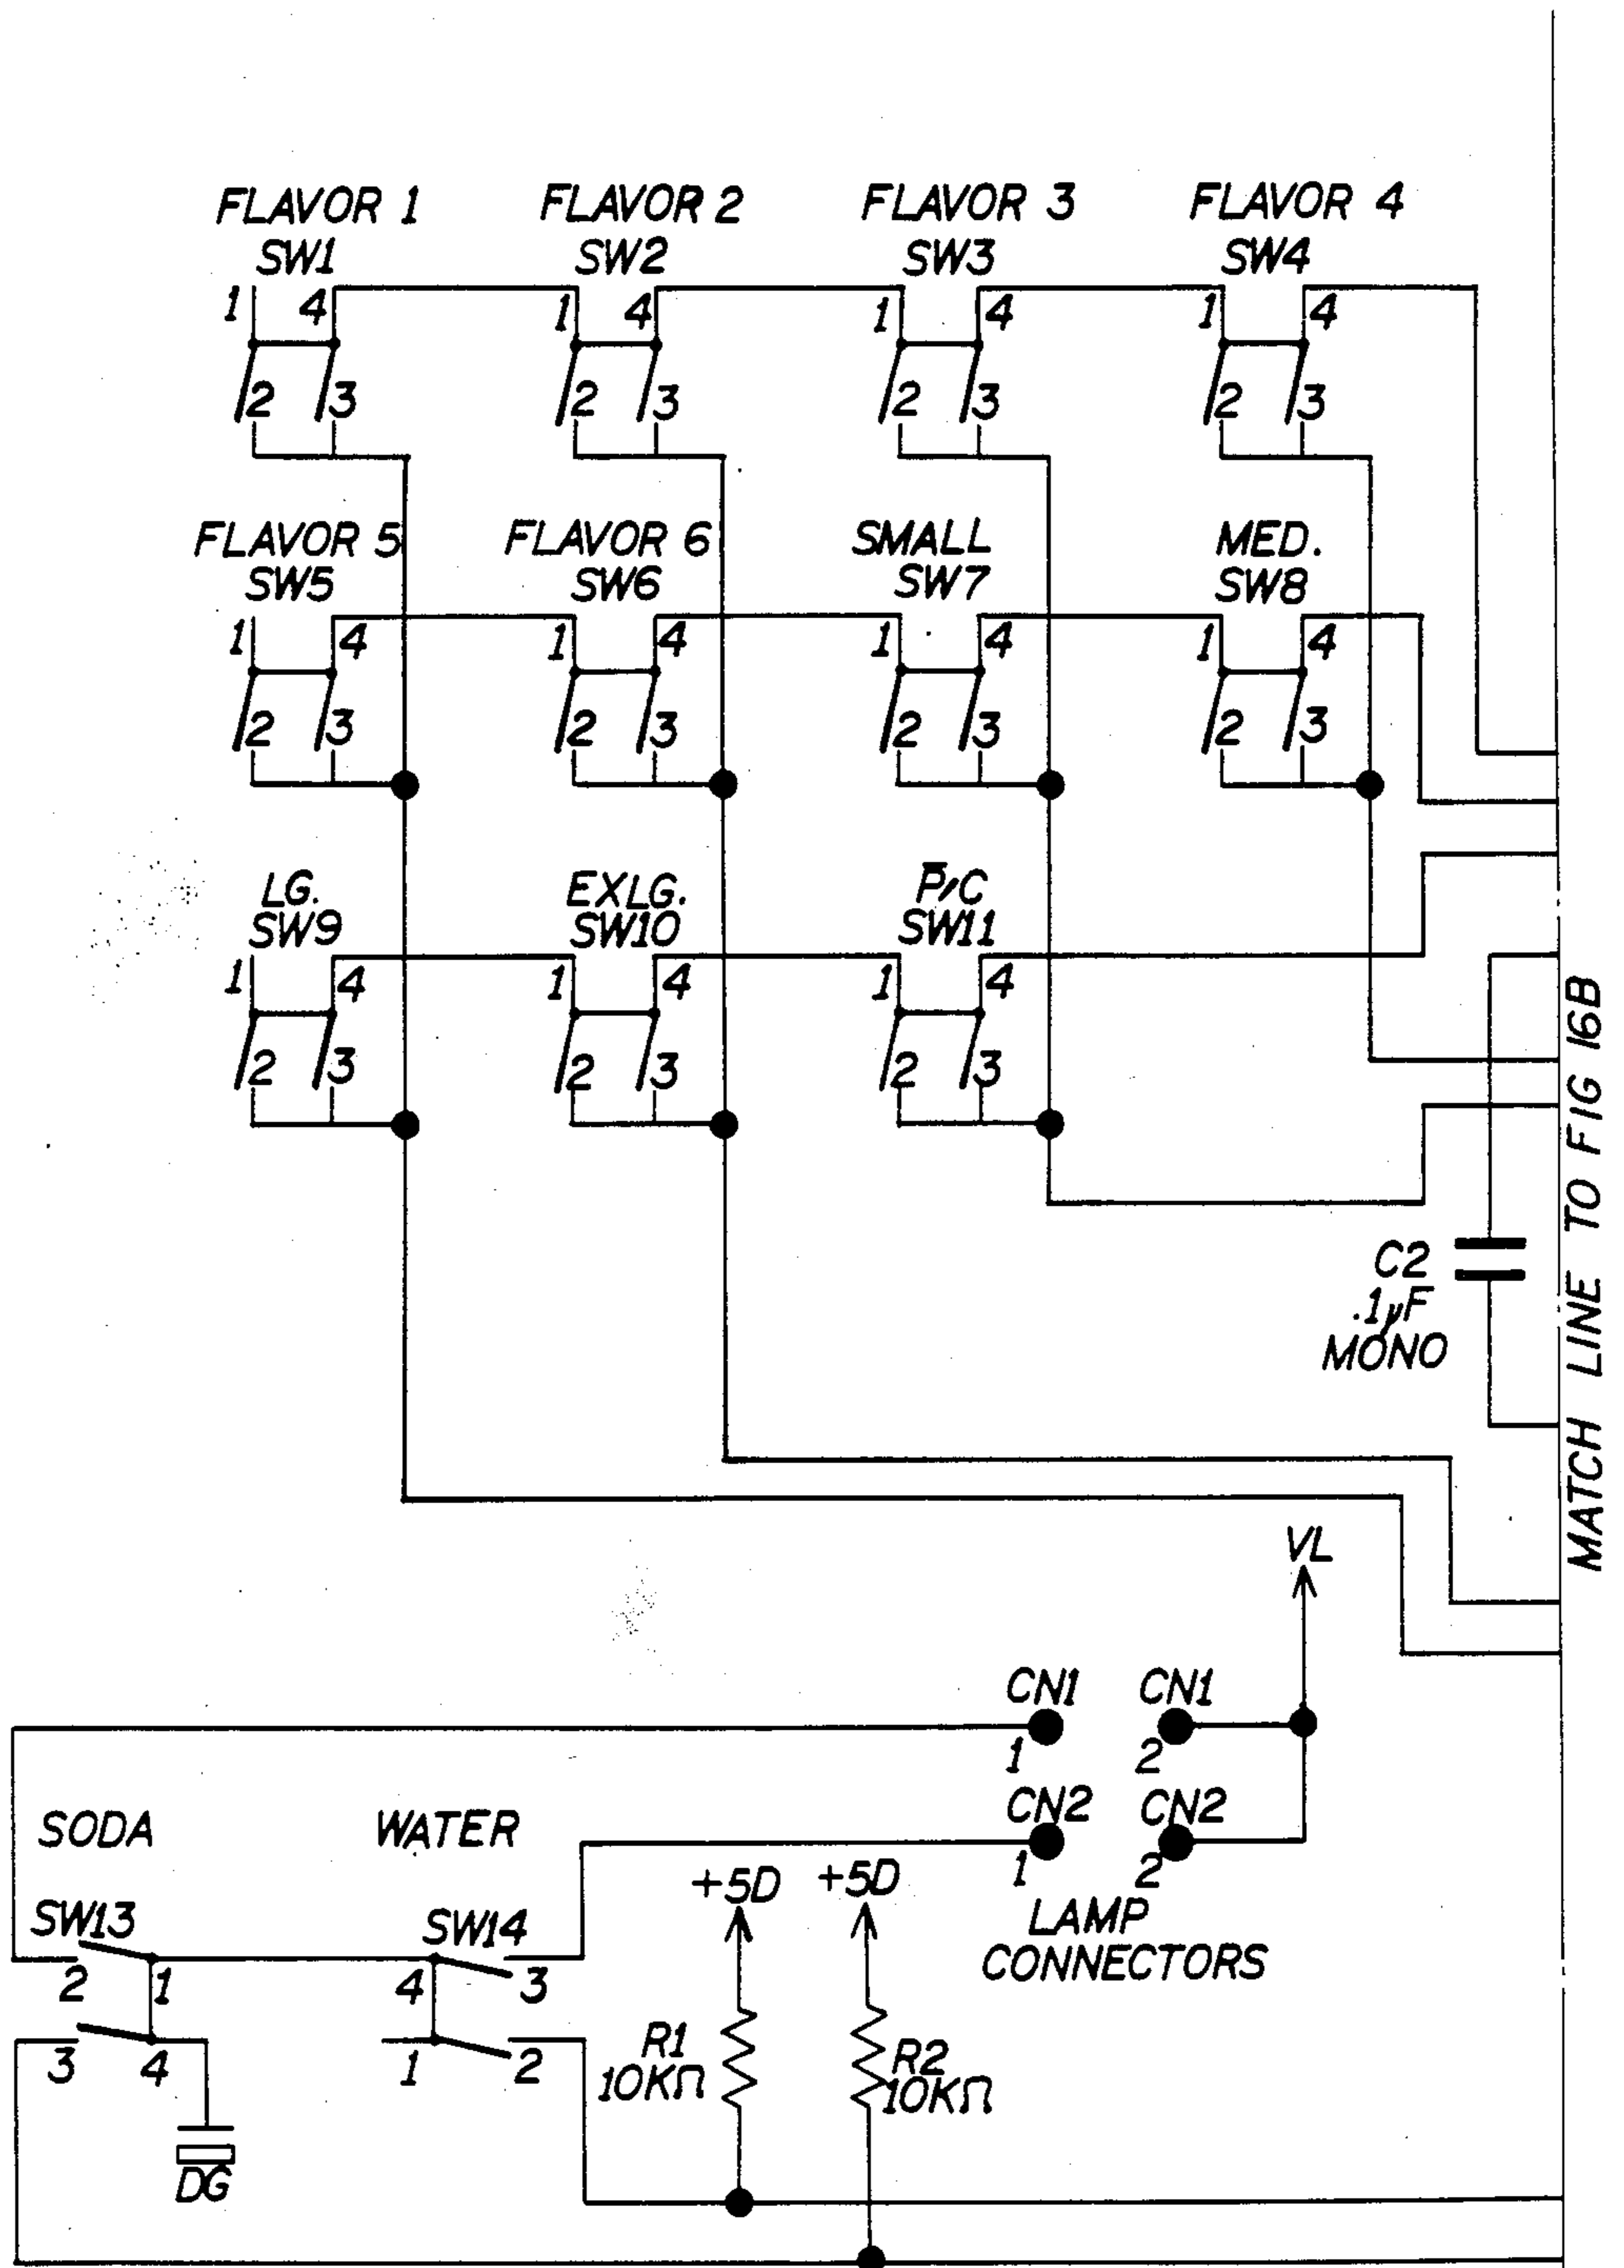 FLAVOR 1 FLAVOR 2 FLAVOR 3 FLAVOR 4
SW1 SW2 SW3 SW4
1 4 1 4 1 4 1 4
2 3 2 3 2 3 2 3
FLAVOR 5 FLAVOR 6 SMALL MED.
SW5 SW6 SW7 SW8
1 4 1 4 1 4 1 4
2 3 2 3 2 3 2 3
LG. EXLG. P̅/C
SW9 SW10 SW11
1 4 1 4 1 4
2 3 2 3 2 3
C2
.1µF
MONO
MATCH LINE TO FIG 16B
VL
CN1 CN1
1 2
CN2 CN2
1 2
LAMP
CONNECTORS
SODA WATER
+5D +5D
SW13 SW14
2 1 4 3
3 4 1 2
R1
10KΩ
R2
10KΩ
DG